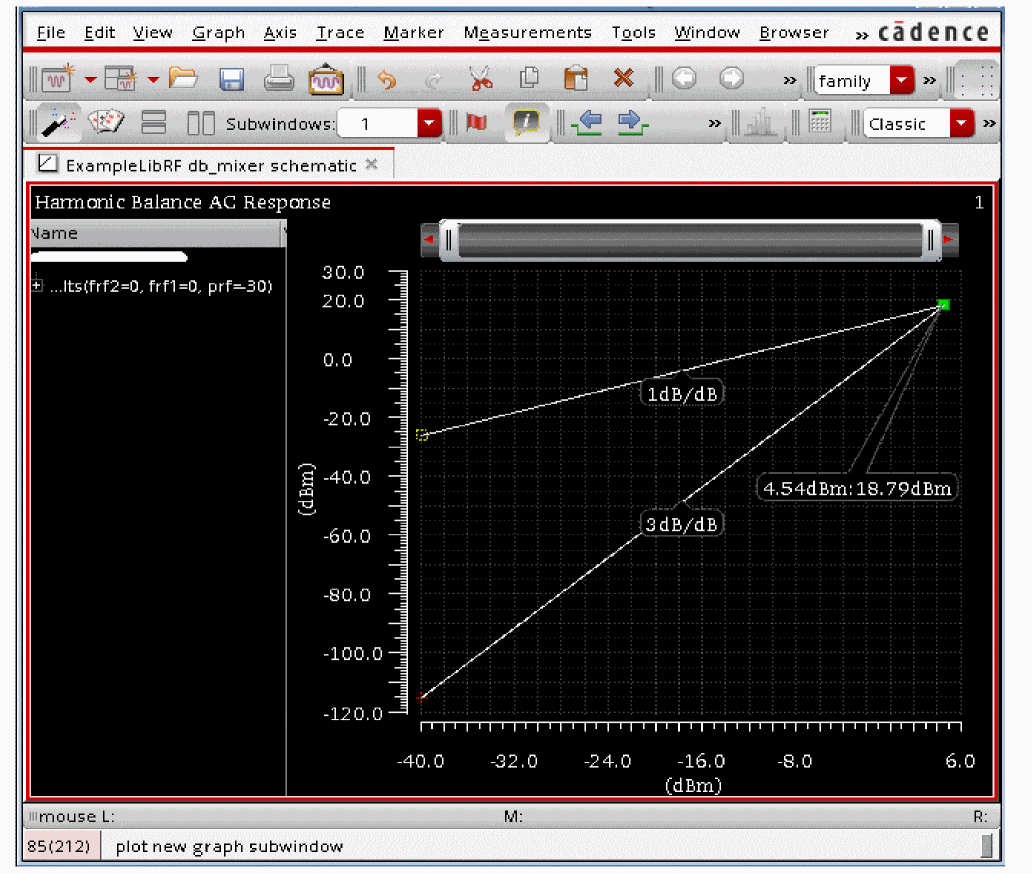 File Edit View Graph Axis Trace Marker Measurements Tools Window Browser » cādence
» family »
Subwindows: 1 » Classic »
ExampleLibRF db_mixer schematic
Harmonic Balance AC Response 1
Name
...lts(frf2=0, frf1=0, prf=-30)
30.0
20.0
0.0
-20.0
-40.0
-60.0
-80.0
-100.0
-120.0
(dBm)
1dB/dB
4.54dBm:18.79dBm
3dB/dB
-40.0 -32.0 -24.0 -16.0 -8.0 6.0
(dBm)
mouse L: M: R:
85(212) plot new graph subwindow